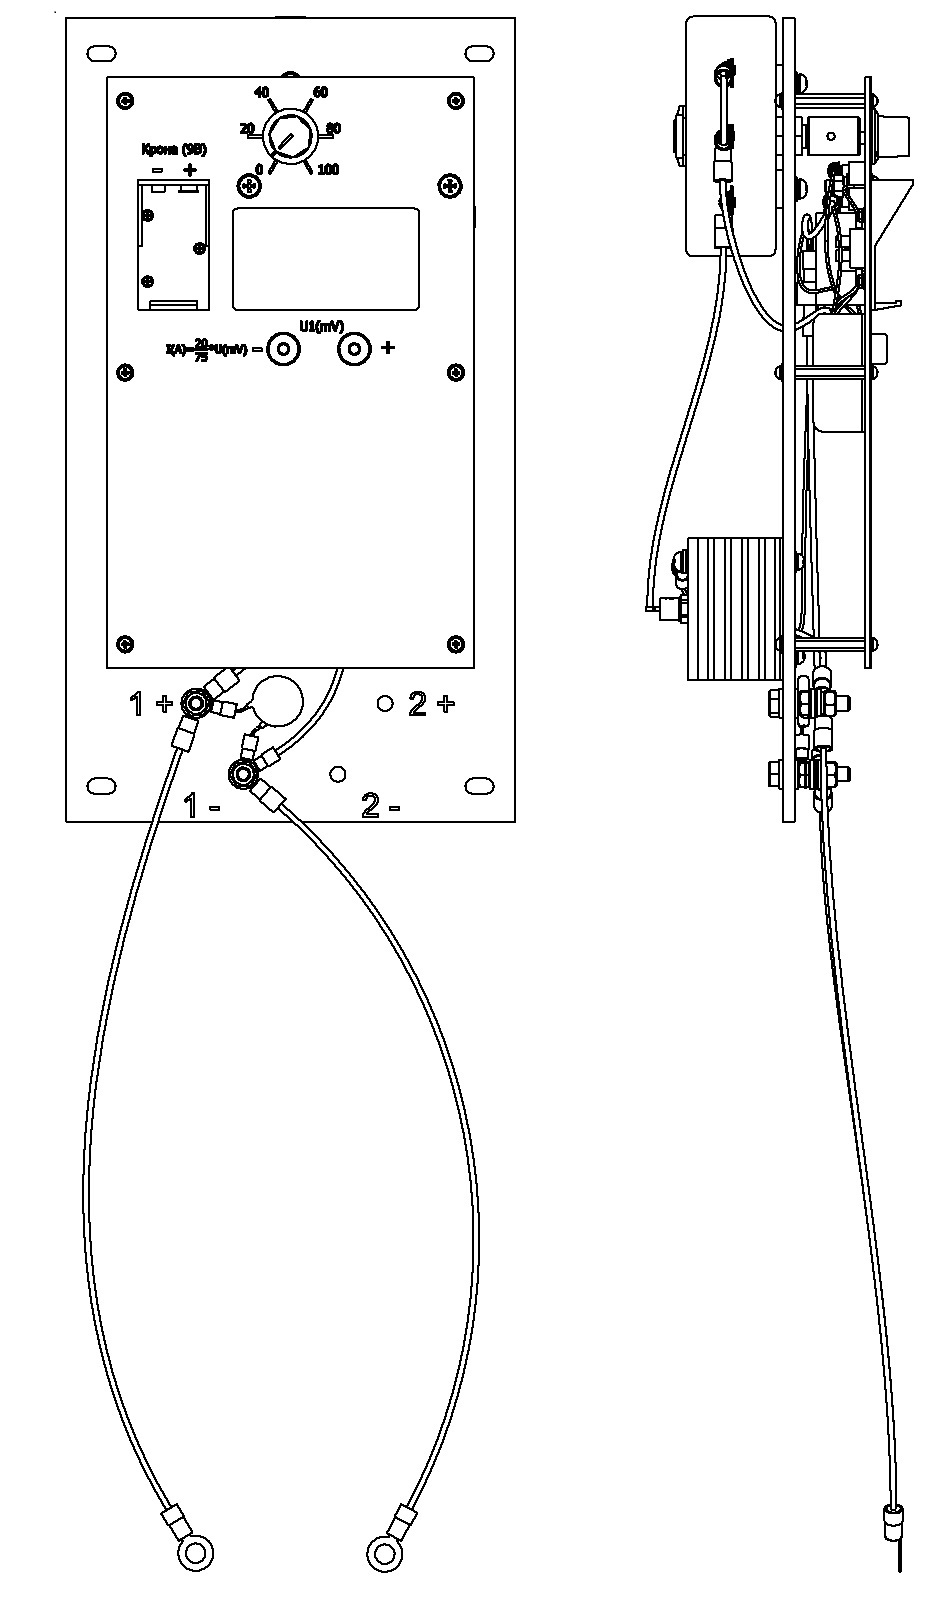 40 60
20 80
0 100
Крона (9В)
- +
U1(mV)
I(A)=20/75*U(mV) - +
1 + 2 +
1 - 2 -